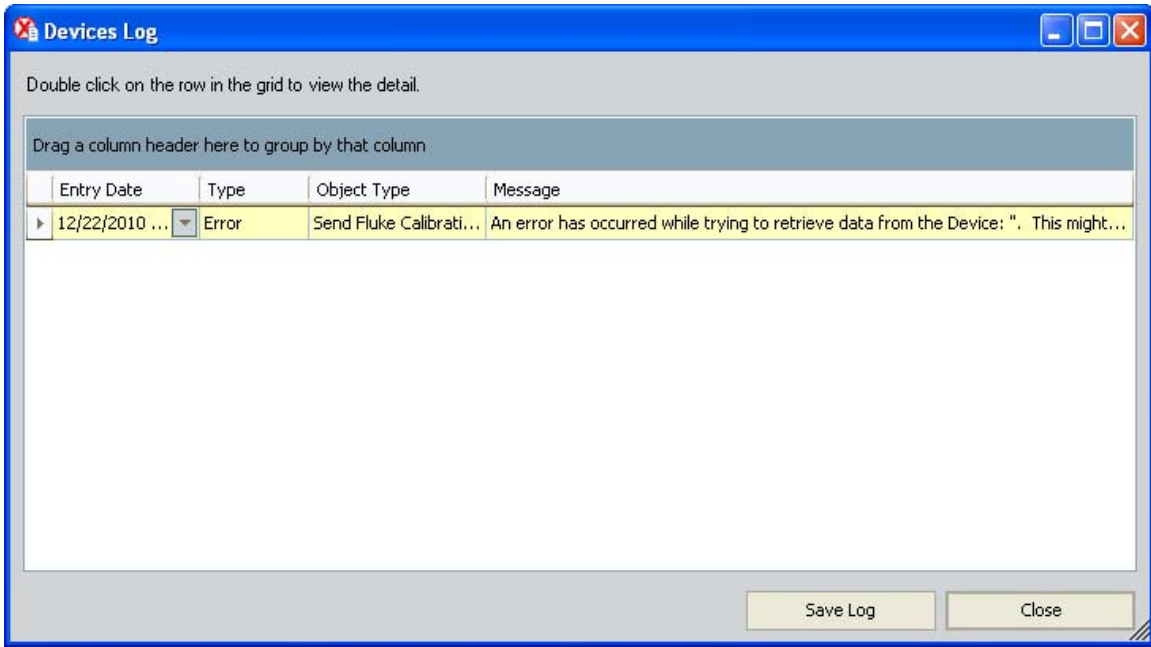 Devices Log
Double click on the row in the grid to view the detail.
Drag a column header here to group by that column
Entry Date Type Object Type Message
12/22/2010 ... Error Send Fluke Calibrati... An error has occurred while trying to retrieve data from the Device: ". This might...
Save Log Close